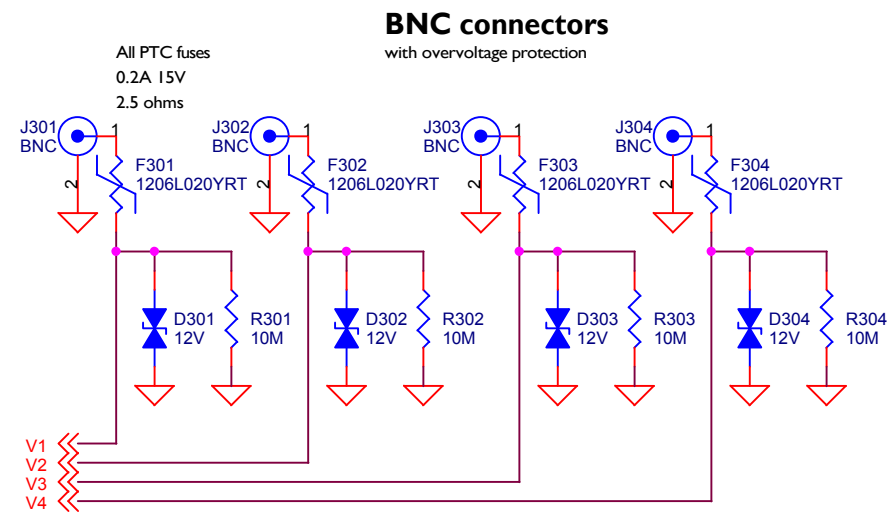 BNC connectors
with overvoltage protection
All PTC fuses
0.2A 15V
2.5 ohms
J301
BNC
1
2
F301
1206L020YRT
J302
BNC
1
2
F302
1206L020YRT
J303
BNC
1
2
F303
1206L020YRT
J304
BNC
1
2
F304
1206L020YRT
D301
12V
R301
10M
D302
12V
R302
10M
D303
12V
R303
10M
D304
12V
R304
10M
V1
V2
V3
V4